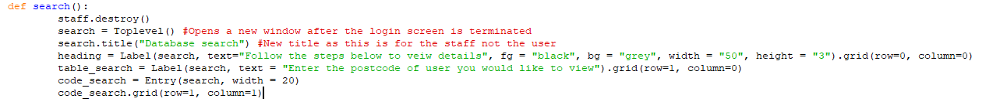 def search():
        staff.destroy()
        search = Toplevel() #Opens a new window after the login screen is terminated
        search.title("Database search") #New title as this is for the staff not the user
        heading = Label(search, text="Follow the steps below to veiw details", fg = "black", bg = "grey", width = "50", height = "3").grid(row=0, column=0)
        table_search = Label(search, text = "Enter the postcode of user you would like to view").grid(row=1, column=0)
        code_search = Entry(search, width = 20)
        code_search.grid(row=1, column=1)